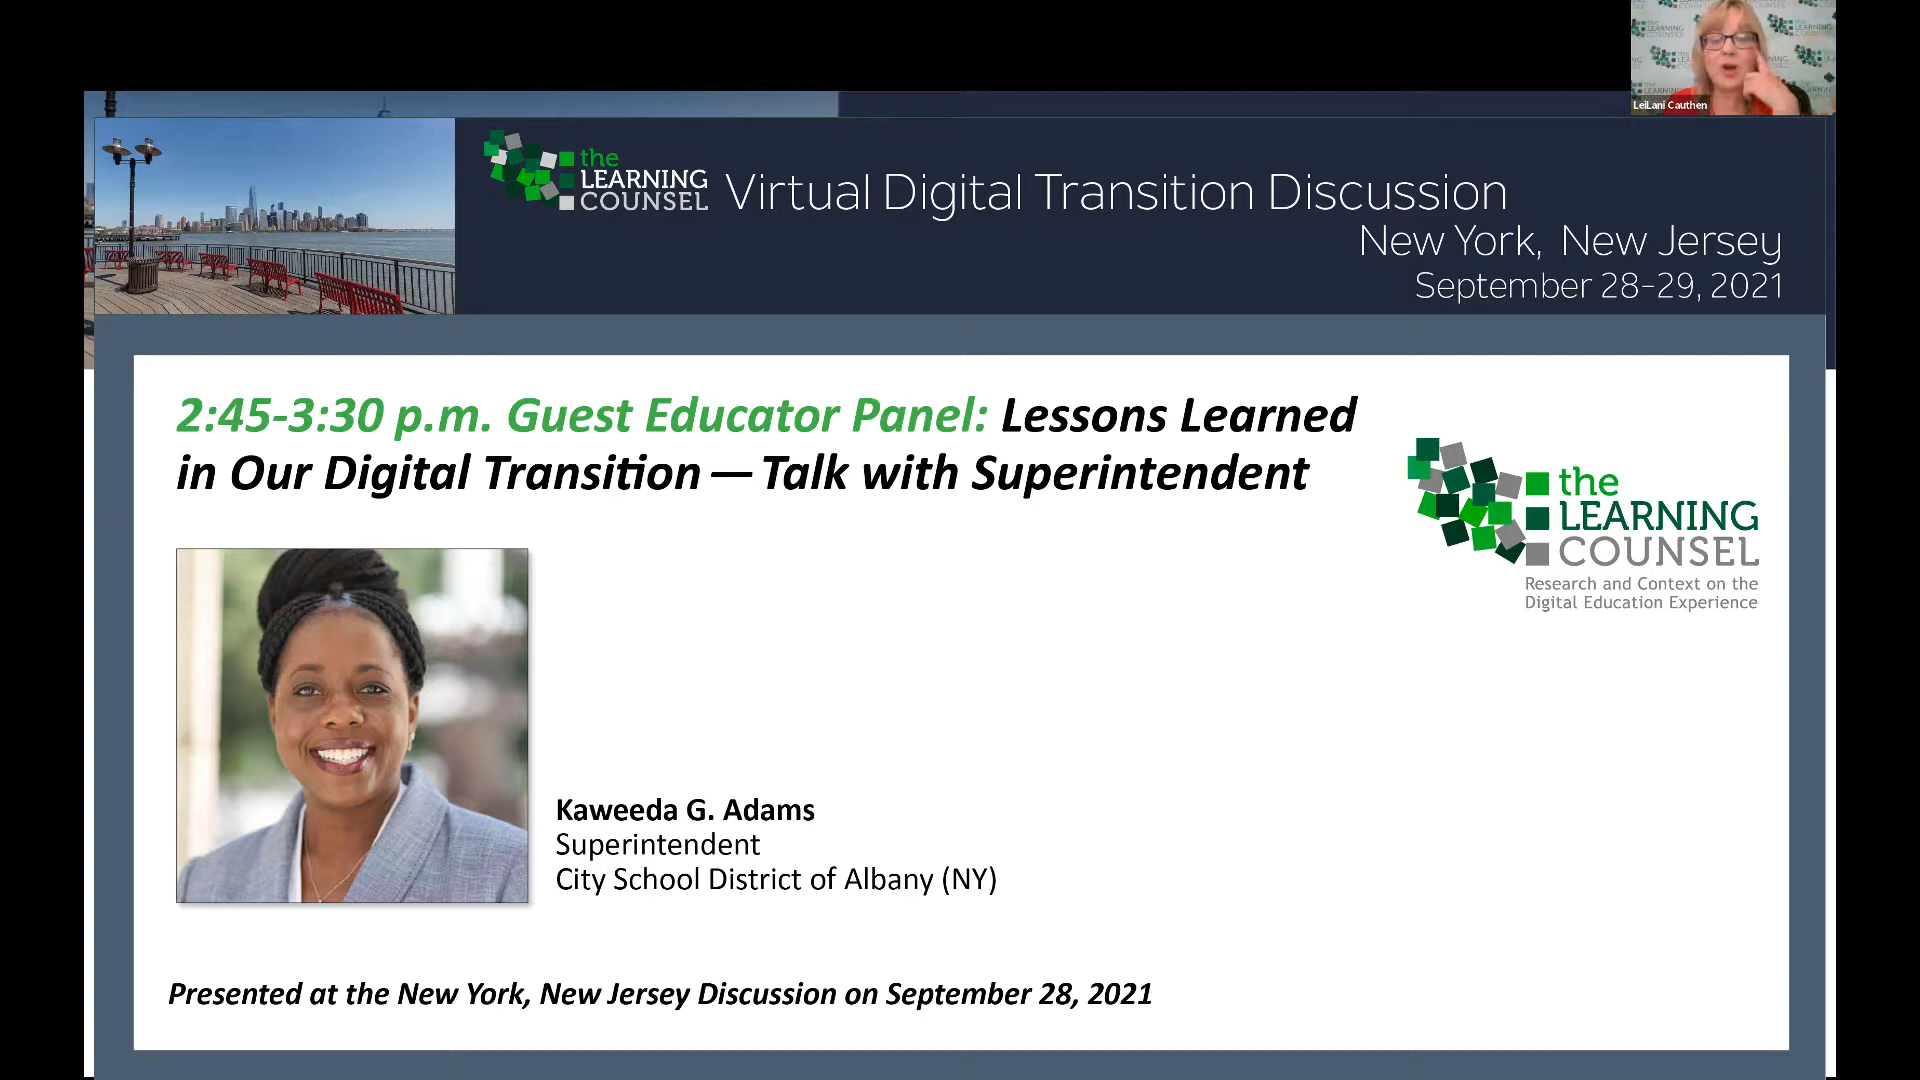 LeiLani Cauthen
the
LEARNING
COUNSEL
Virtual Digital Transition Discussion
New York, New Jersey
September 28-29, 2021
2:45-3:30 p.m. Guest Educator Panel: Lessons Learned
in Our Digital Transition — Talk with Superintendent
the
LEARNING
COUNSEL
Research and Context on the
Digital Education Experience
Kaweeda G. Adams
Superintendent
City School District of Albany (NY)
Presented at the New York, New Jersey Discussion on September 28, 2021